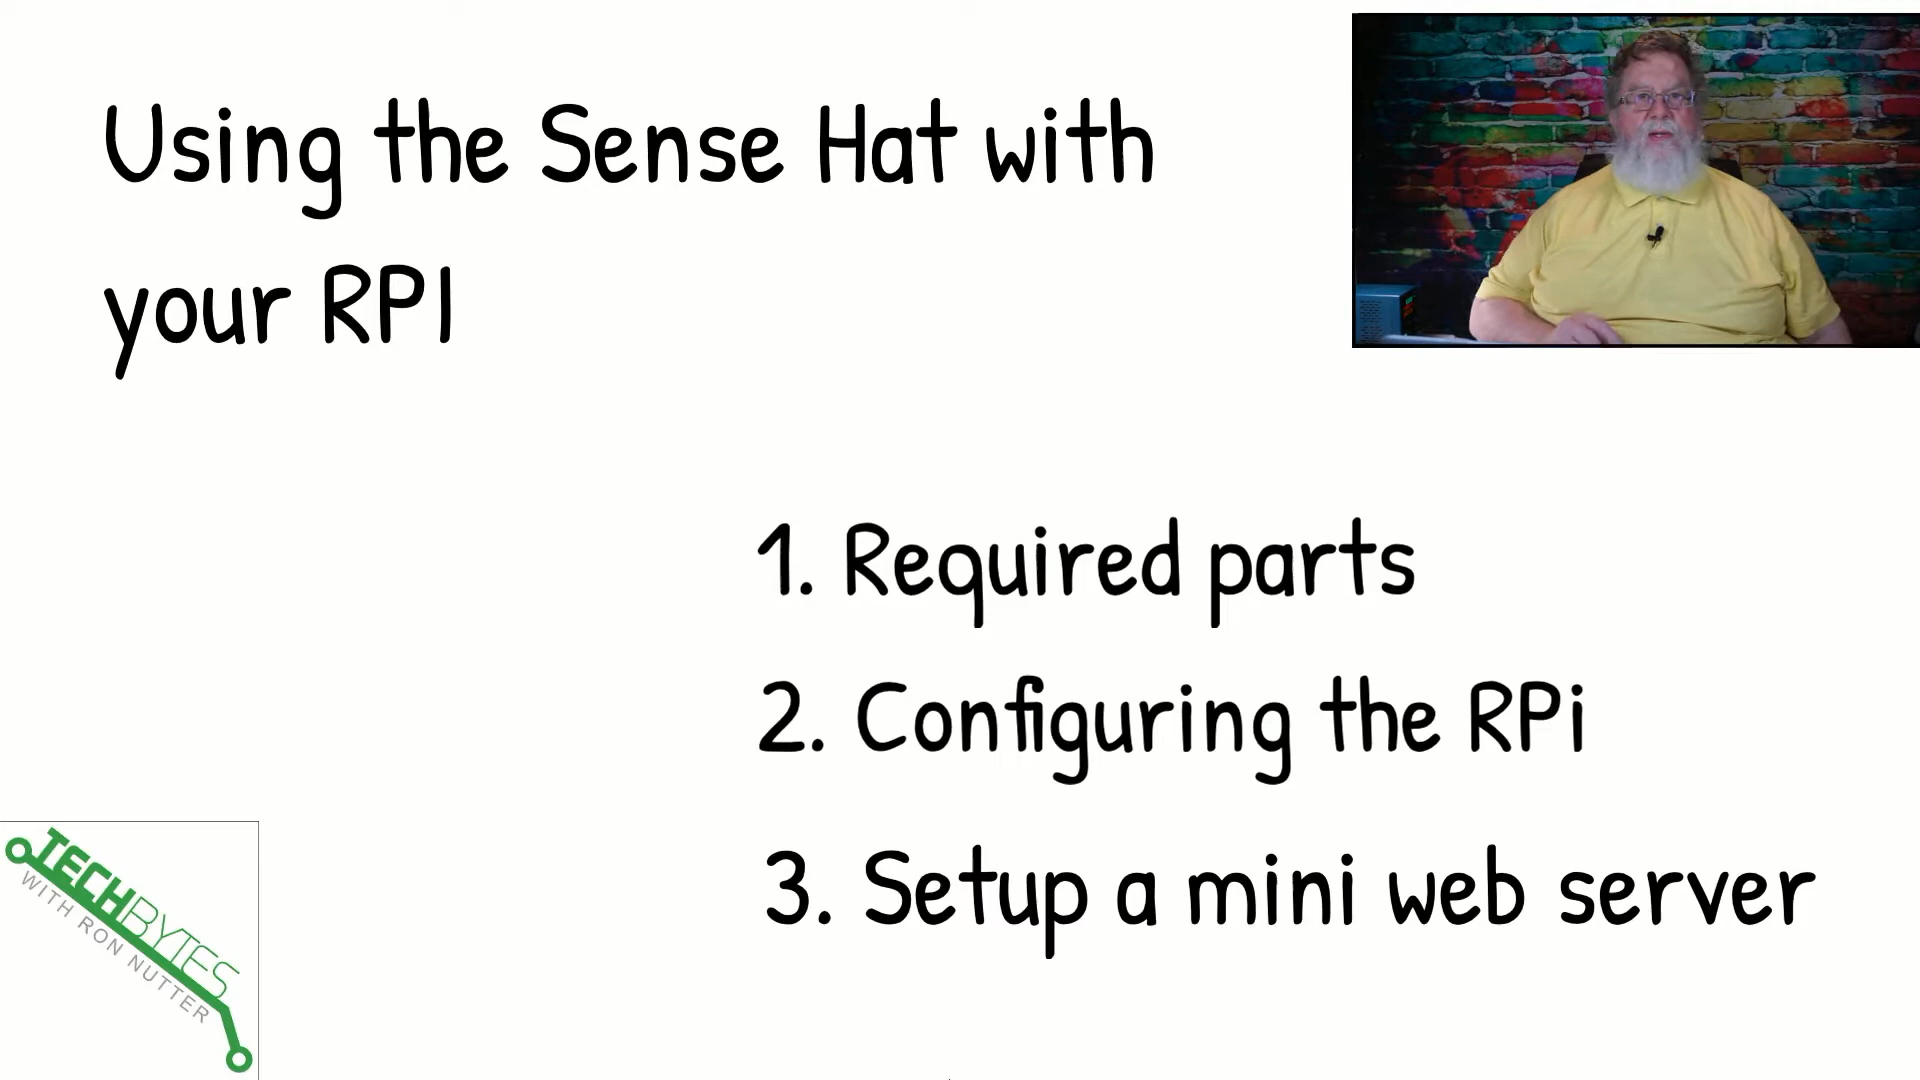 Using the Sense Hat with
your RPI
1. Required parts
2. Configuring the RPi
3. Setup a mini web server
TECHBYTES
WITH RON NUTTER